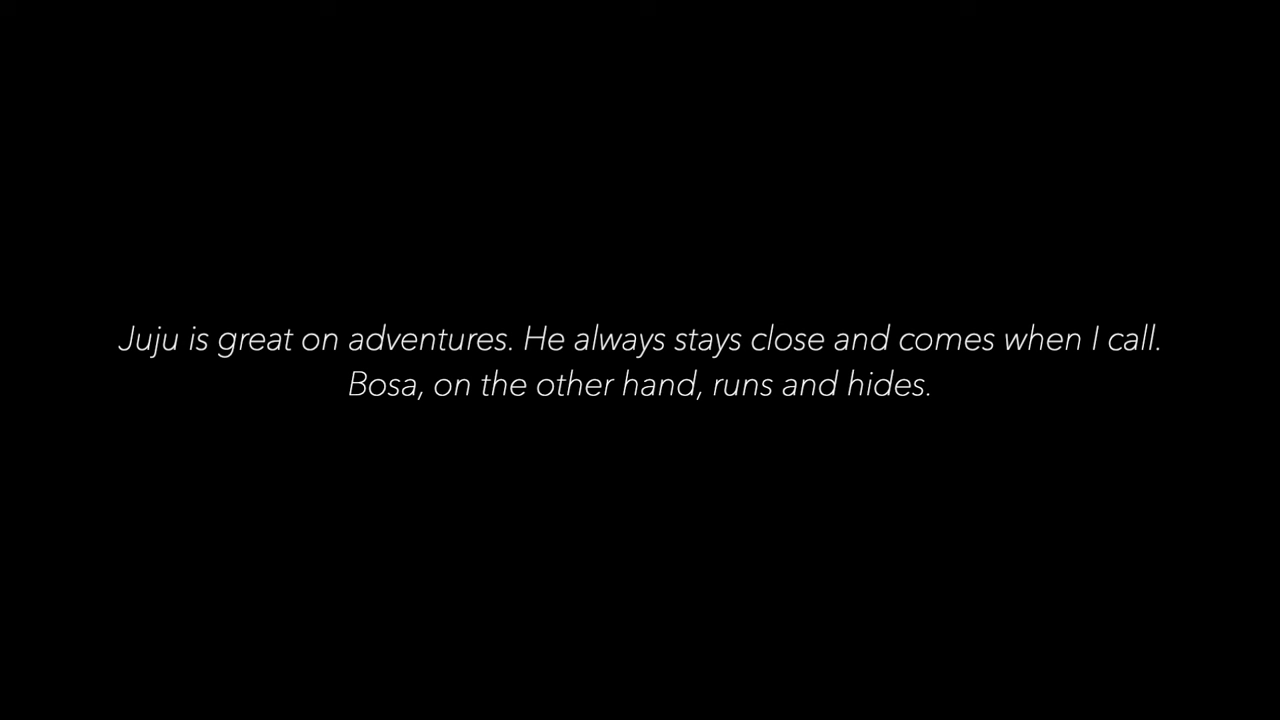 Juju is great on adventures. He always stays close and comes when I call.
Bosa, on the other hand, runs and hides.